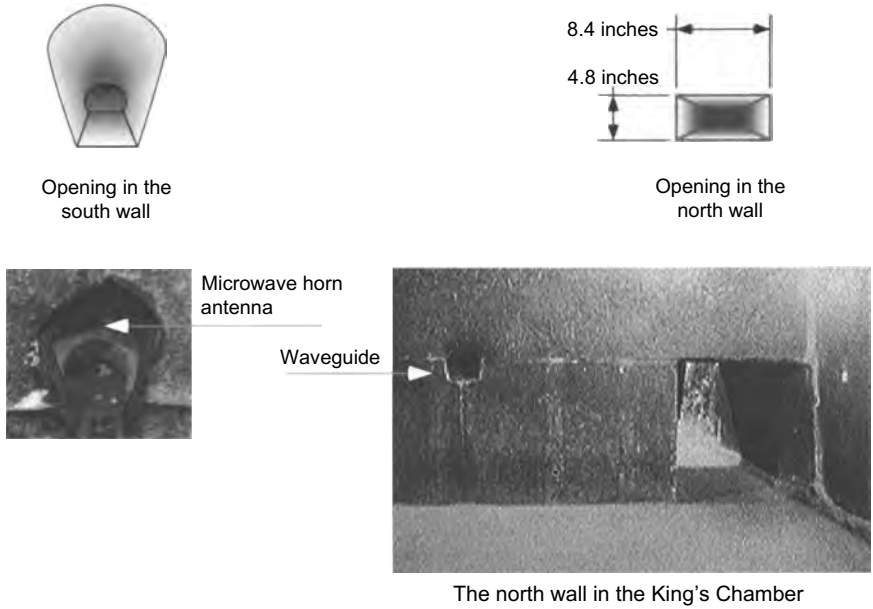 8.4 inches
4.8 inches
Opening in the
south wall
Opening in the
north wall
Microwave horn
antenna
Waveguide
The north wall in the King's Chamber